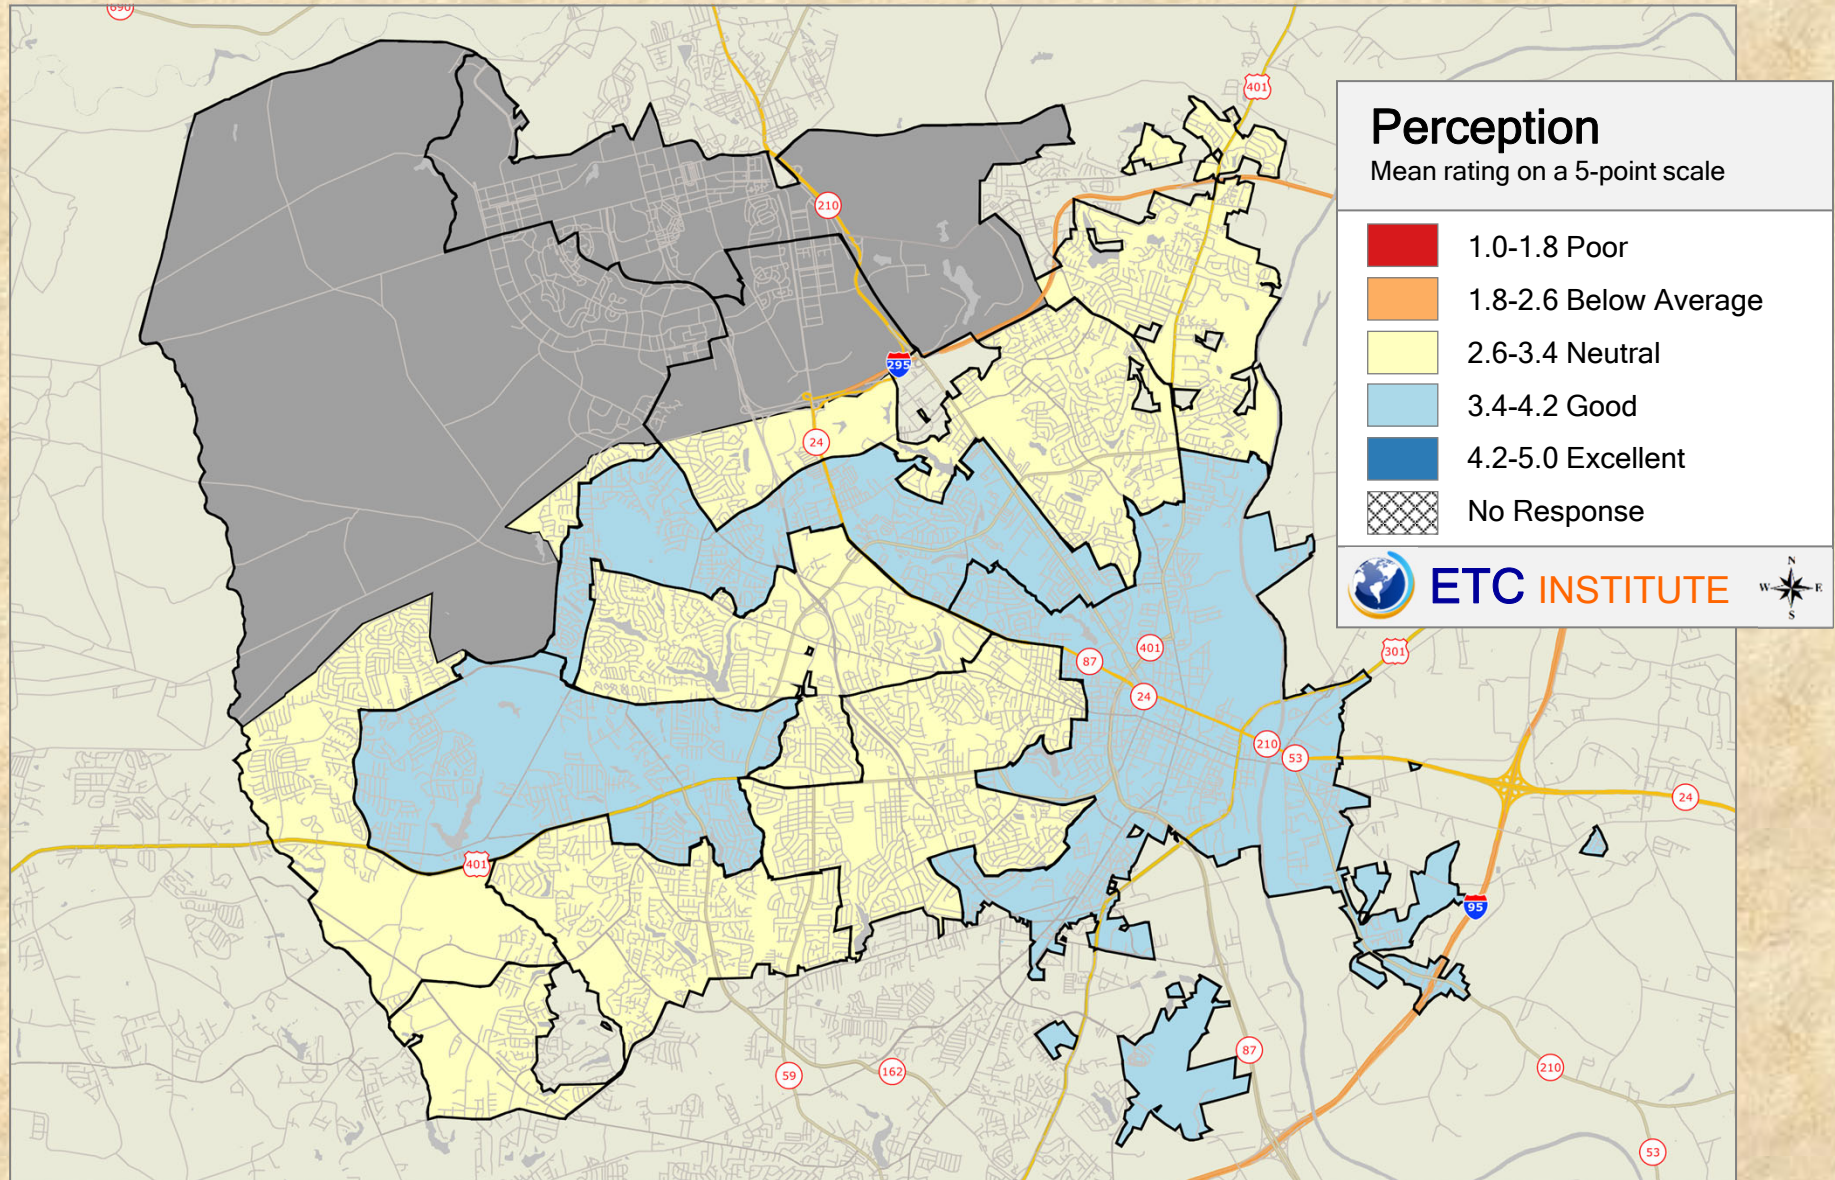 690
401
Perception
Mean rating on a 5-point scale
210
1.0-1.8 Poor
1.8-2.6 Below Average
2.6-3.4 Neutral
295
3.4-4.2 Good
24
4.2-5.0 Excellent
No Response
N
W E
S
ETC INSTITUTE
401
301
87
24
210
53
24
401
95
87
210
59
162
53